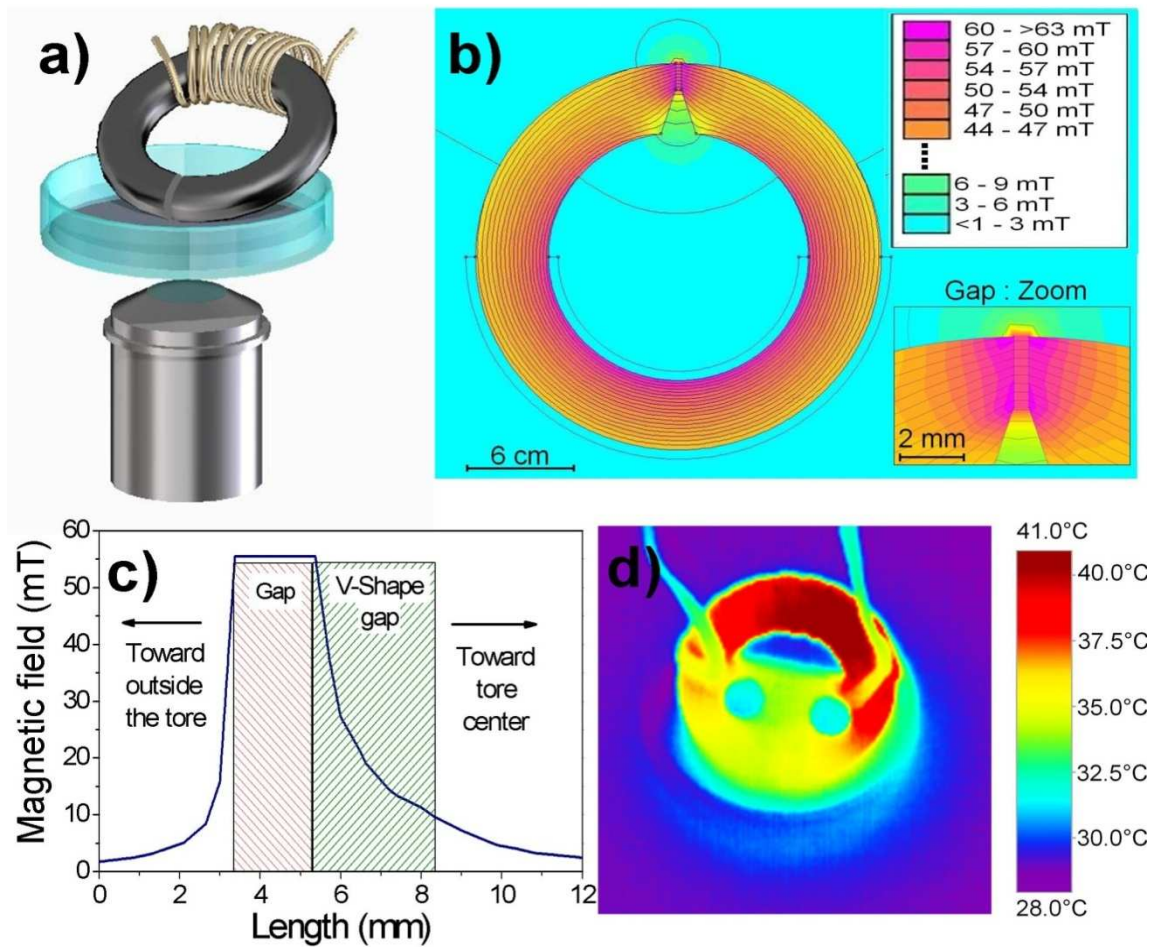 a)
b)
60 - >63 mT
57 - 60 mT
54 - 57 mT
50 - 54 mT
47 - 50 mT
44 - 47 mT
6 - 9 mT
3 - 6 mT
<1 - 3 mT
6 cm
Gap : Zoom
2 mm
c)
Magnetic field (mT)
60
50
40
30
20
10
0
Gap
V-Shape
gap
Toward
outside
the tore
Toward
tore
center
0 2 4 6 8 10 12
Length (mm)
d)
41.0°C
40.0°C
37.5°C
35.0°C
32.5°C
30.0°C
28.0°C